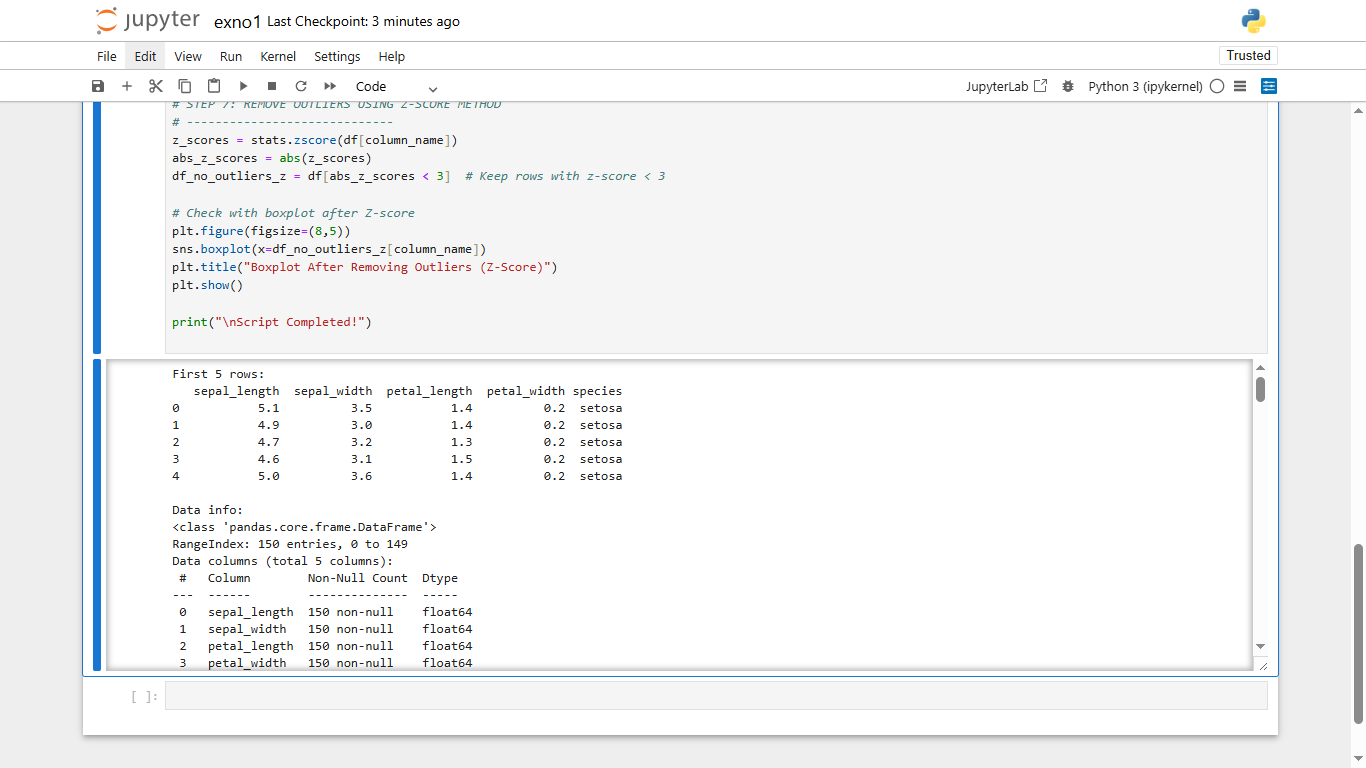 jupyter exno1 Last Checkpoint: 3 minutes ago
File Edit View Run Kernel Settings Help Trusted
Code JupyterLab Python 3 (ipykernel)
# STEP 7: REMOVE OUTLIERS USING Z-SCORE METHOD
# -----------------------------
z_scores = stats.zscore(df[column_name])
abs_z_scores = abs(z_scores)
df_no_outliers_z = df[abs_z_scores < 3]  # Keep rows with z-score < 3
# Check with boxplot after Z-score
plt.figure(figsize=(8,5))
sns.boxplot(x=df_no_outliers_z[column_name])
plt.title("Boxplot After Removing Outliers (Z-Score)")
plt.show()
print("\nScript Completed!")
First 5 rows:
   sepal_length  sepal_width  petal_length  petal_width species
0           5.1          3.5           1.4          0.2  setosa
1           4.9          3.0           1.4          0.2  setosa
2           4.7          3.2           1.3          0.2  setosa
3           4.6          3.1           1.5          0.2  setosa
4           5.0          3.6           1.4          0.2  setosa
Data info:
<class 'pandas.core.frame.DataFrame'>
RangeIndex: 150 entries, 0 to 149
Data columns (total 5 columns):
 #   Column        Non-Null Count  Dtype
---  ------        --------------  -----
 0   sepal_length  150 non-null    float64
 1   sepal_width   150 non-null    float64
 2   petal_length  150 non-null    float64
 3   petal_width   150 non-null    float64
[ ]: